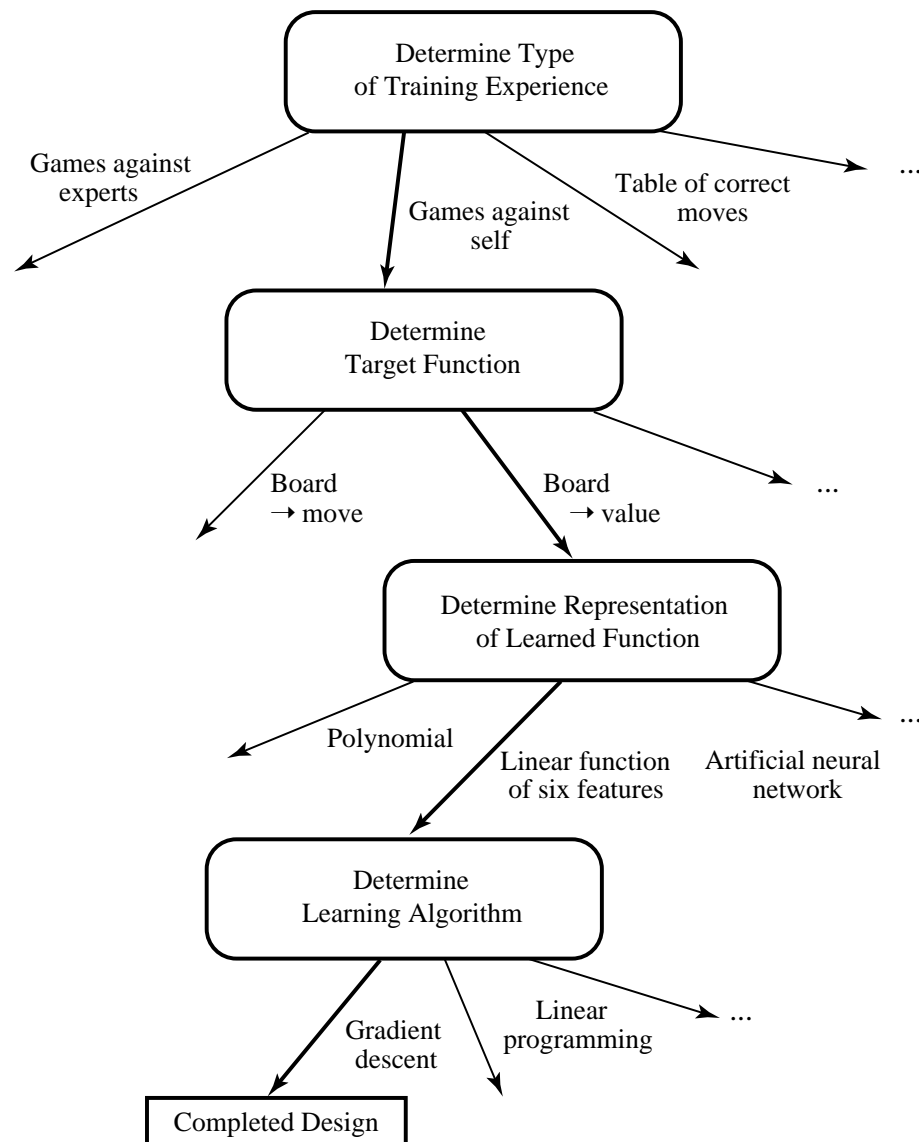 Determine Type
of Training Experience
Games against
experts
Games against
self
Table of correct
moves
...
Determine
Target Function
Board
→ move
Board
→ value
...
Determine Representation
of Learned Function
Polynomial
Linear function
of six features
Artificial neural
network
...
Determine
Learning Algorithm
Gradient
descent
Linear
programming
...
Completed Design